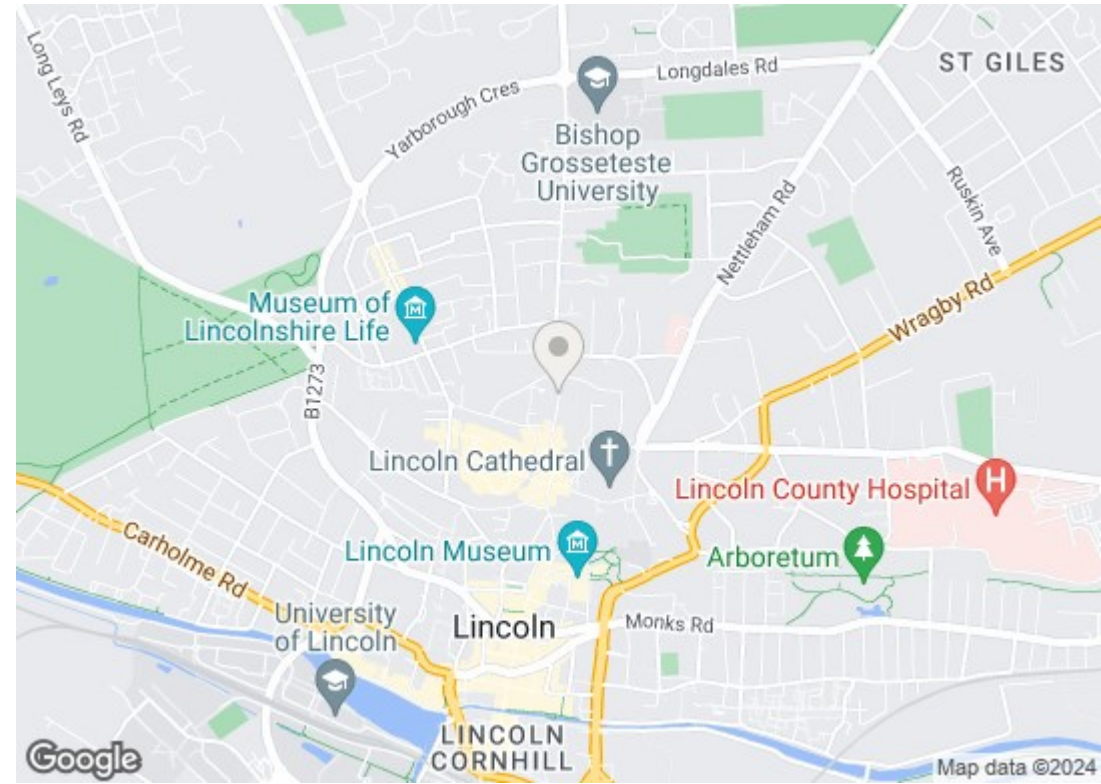 Long Leys Rd
Yarborough Cres
Longdales Rd
ST GILES
Bishop
Grosseteste
University
Nettleham Rd
Ruskin Ave
Wragby Rd
Museum of
Lincolnshire Life
B1273
Lincoln Cathedral
Lincoln County Hospital
H
Carholme Rd
Lincoln Museum
M
M
Arboretum
University
of Lincoln
Lincoln
Monks Rd
LINCOLN
CORNHILL
Google
Map data ©2024